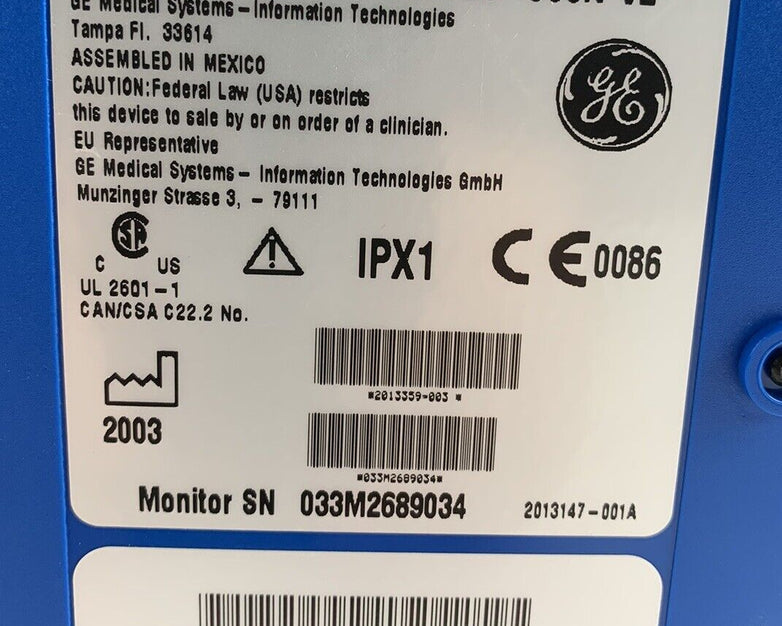 GE Medical Systems-Information Technologies
Tampa Fl. 33614
ASSEMBLED IN MEXICO
CAUTION:Federal Law (USA) restricts
this device to sale by or on order of a clinician.
EU Representative
GE Medical Systems- Information Technologies GmbH
Munzinger Strasse 3, - 79111
GE
C US
UL 2601-1
CAN/CSA C22.2 No.
IPX1
CE 0086
2003
*2013359-003 *
*033M2689034*
Monitor SN 033M2689034
2013147-001A